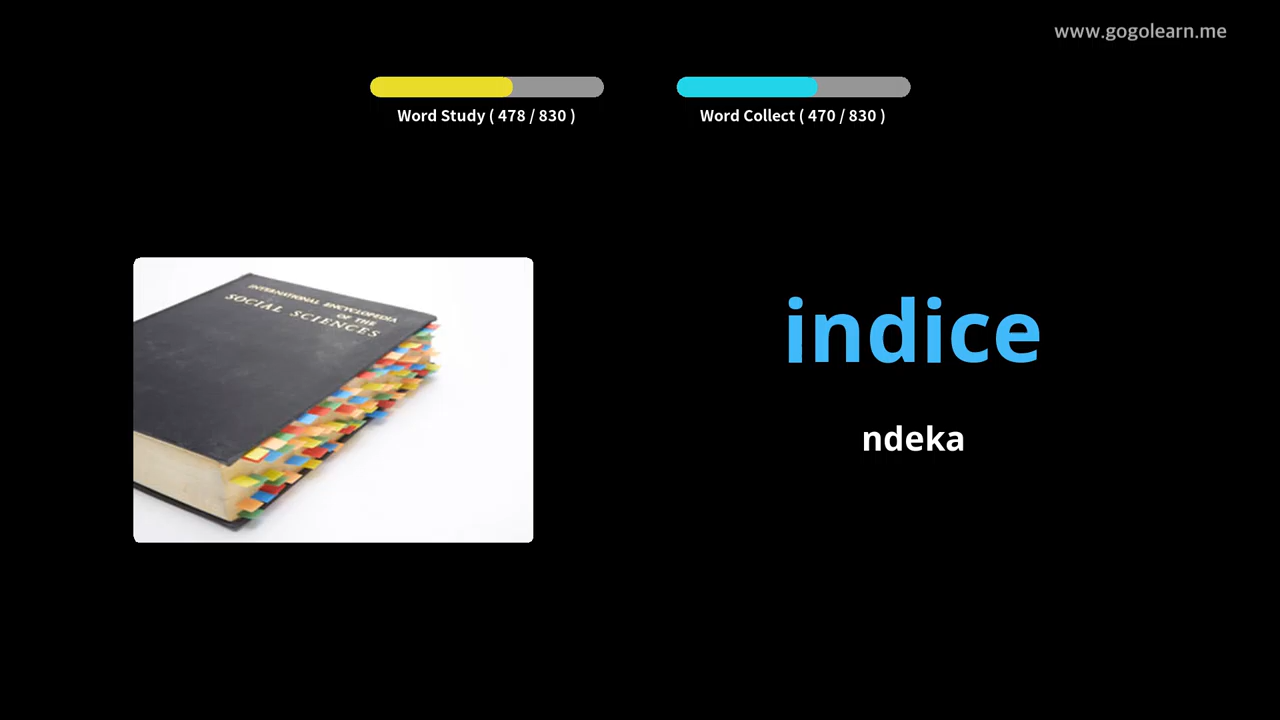 www.gogolearn.me
Word Study ( 478 / 830 )
Word Collect ( 470 / 830 )
INTERNATIONAL ENCYCLOPEDIA
OF THE
SOCIAL SCIENCES
indice
ndeka